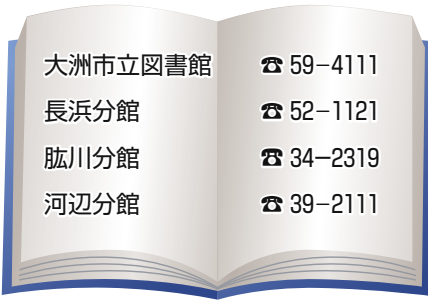 大洲市立図書館 ☎ 59−4111
長浜分館 ☎ 52−1121
肱川分館 ☎ 34−2319
河辺分館 ☎ 39−2111